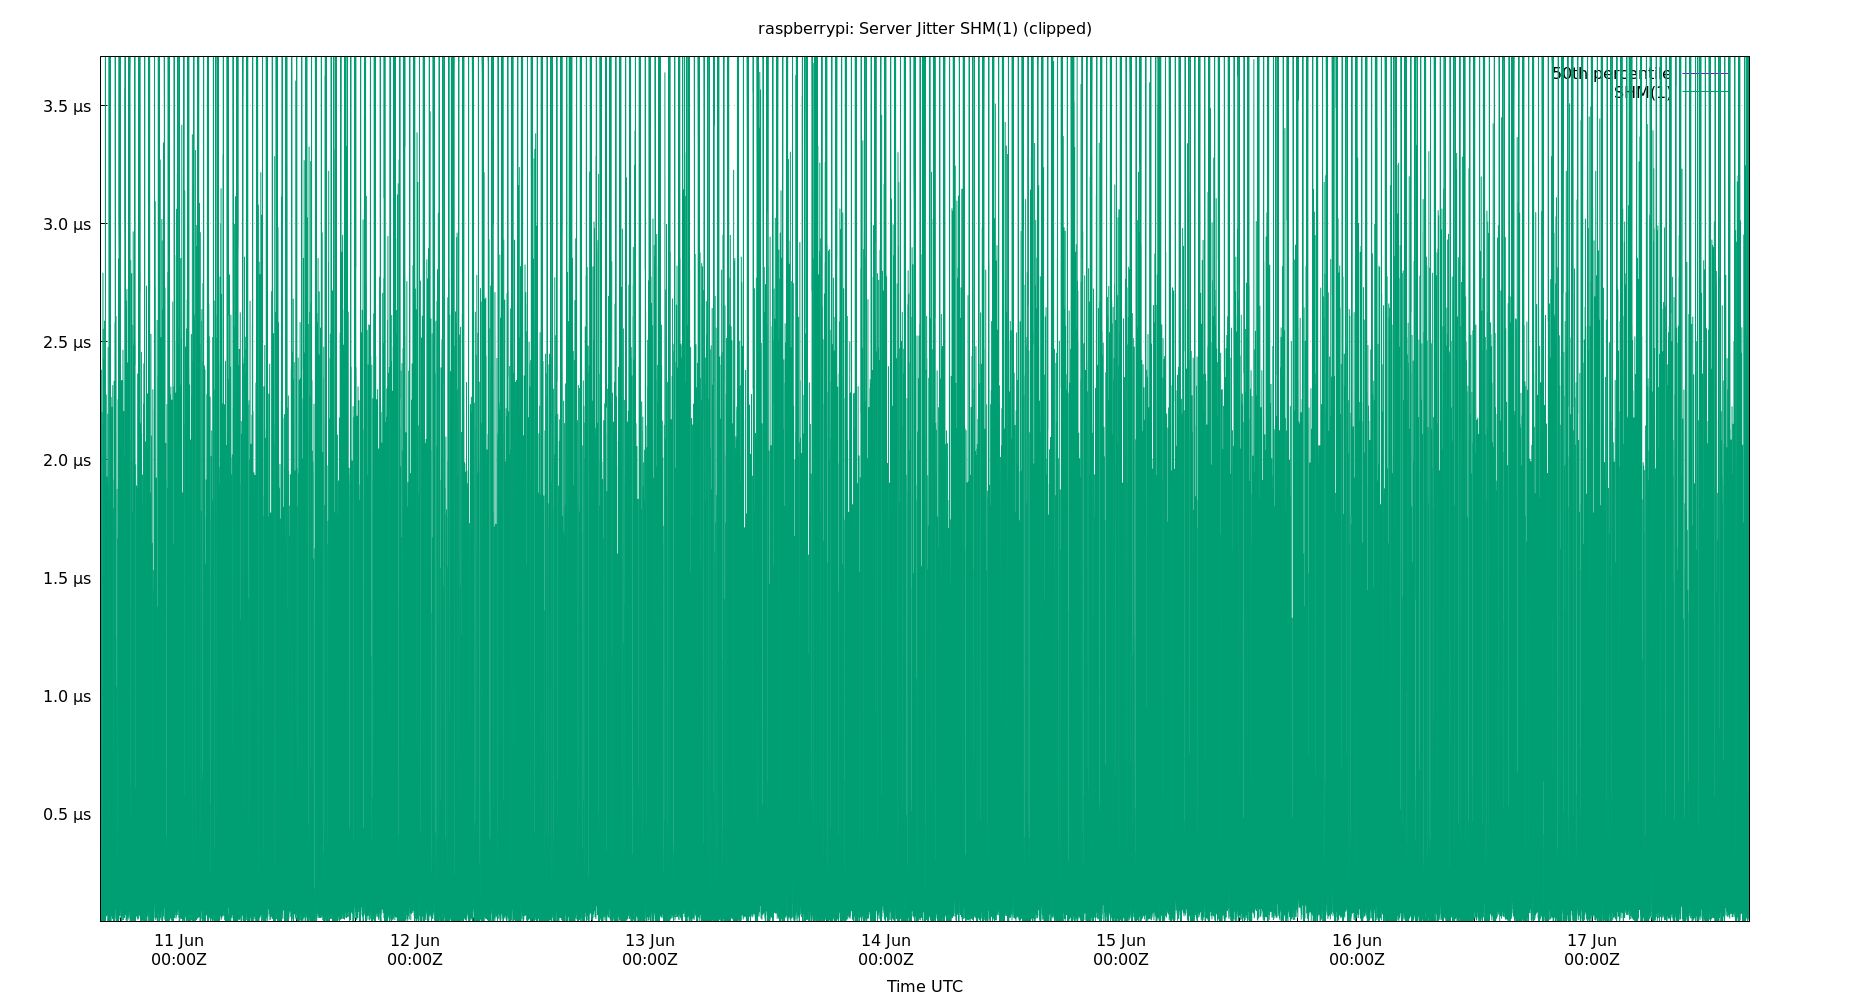 raspberrypi: Server Jitter SHM(1) (clipped)
50th percentile
SHM(1)
3.5 µs
3.0 µs
2.5 µs
2.0 µs
1.5 µs
1.0 µs
0.5 µs
11 Jun 12 Jun 13 Jun 14 Jun 15 Jun 16 Jun 17 Jun
00:00Z 00:00Z 00:00Z 00:00Z 00:00Z 00:00Z 00:00Z
Time UTC